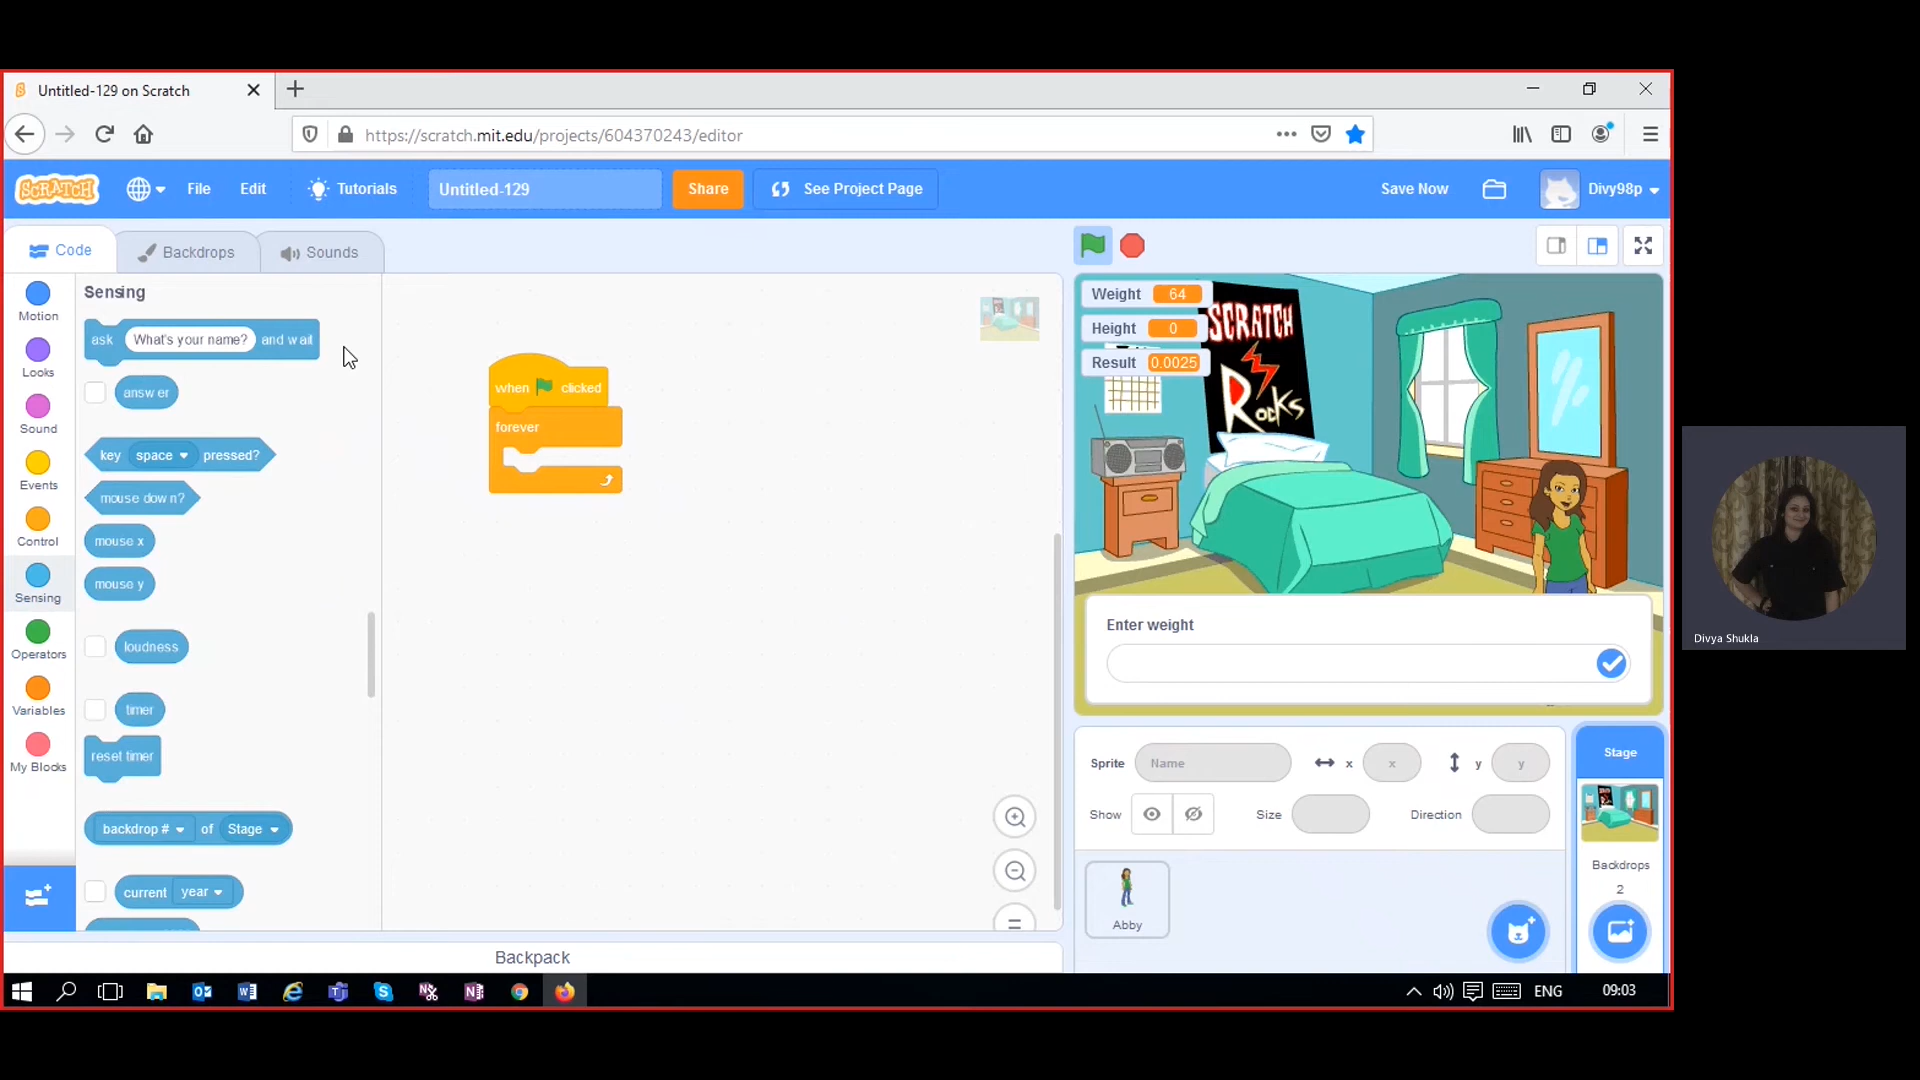 Untitled-129 on Scratch
https://scratch.mit.edu/projects/604370243/editor
SCRATCH
File
Edit
Tutorials
Untitled-129
Share
See Project Page
Save Now
Divy98p
Code
Backdrops
Sounds
Motion
Looks
Sound
Events
Control
Sensing
Operators
Variables
My Blocks
Sensing
ask What's your name? and wait
answer
key space pressed?
mouse down?
mouse x
mouse y
loudness
timer
reset timer
backdrop # of Stage
current year
when clicked
forever
Weight 64
Height 0
Result 0.0025
SCRATCH
Rocks
Enter weight
Sprite Name x x y y
Show Size Direction
Abby
Stage
Backdrops
2
Backpack
ENG 09:03
Divya Shukla